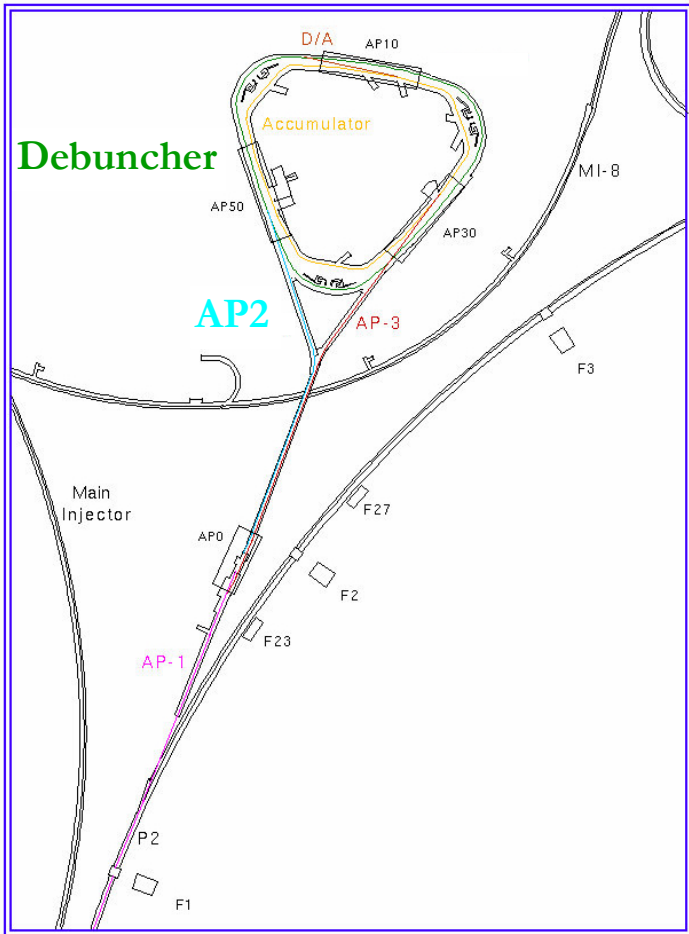 D/A
AP10
Accumulator
Debuncher
MI-8
AP50
AP30
AP2
AP-3
F3
Main
Injector
F27
AP0
F2
F23
AP-1
P2
F1